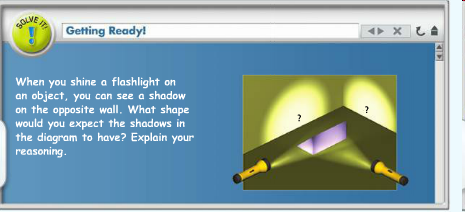 SOLVE IT!
Getting Ready!
When you shine a flashlight on
an object, you can see a shadow
on the opposite wall. What shape
would you expect the shadows in
the diagram to have? Explain your
reasoning.
? ?